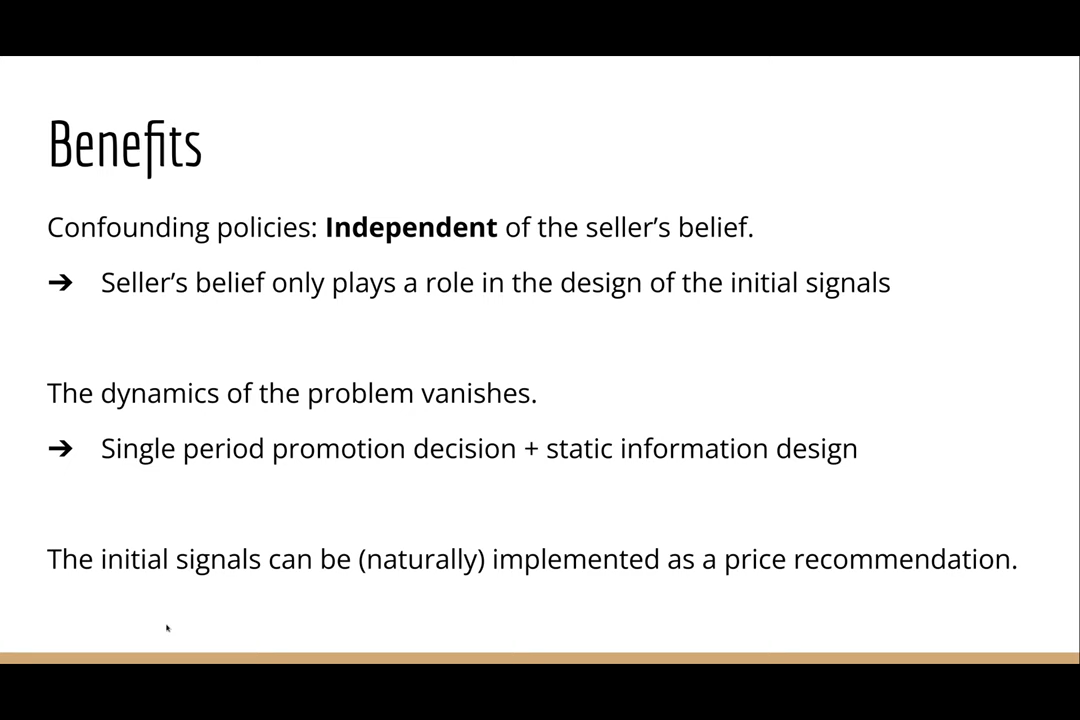 Benefits
Confounding policies: Independent of the seller’s belief.
➔ Seller’s belief only plays a role in the design of the initial signals
The dynamics of the problem vanishes.
➔ Single period promotion decision + static information design
The initial signals can be (naturally) implemented as a price recommendation.